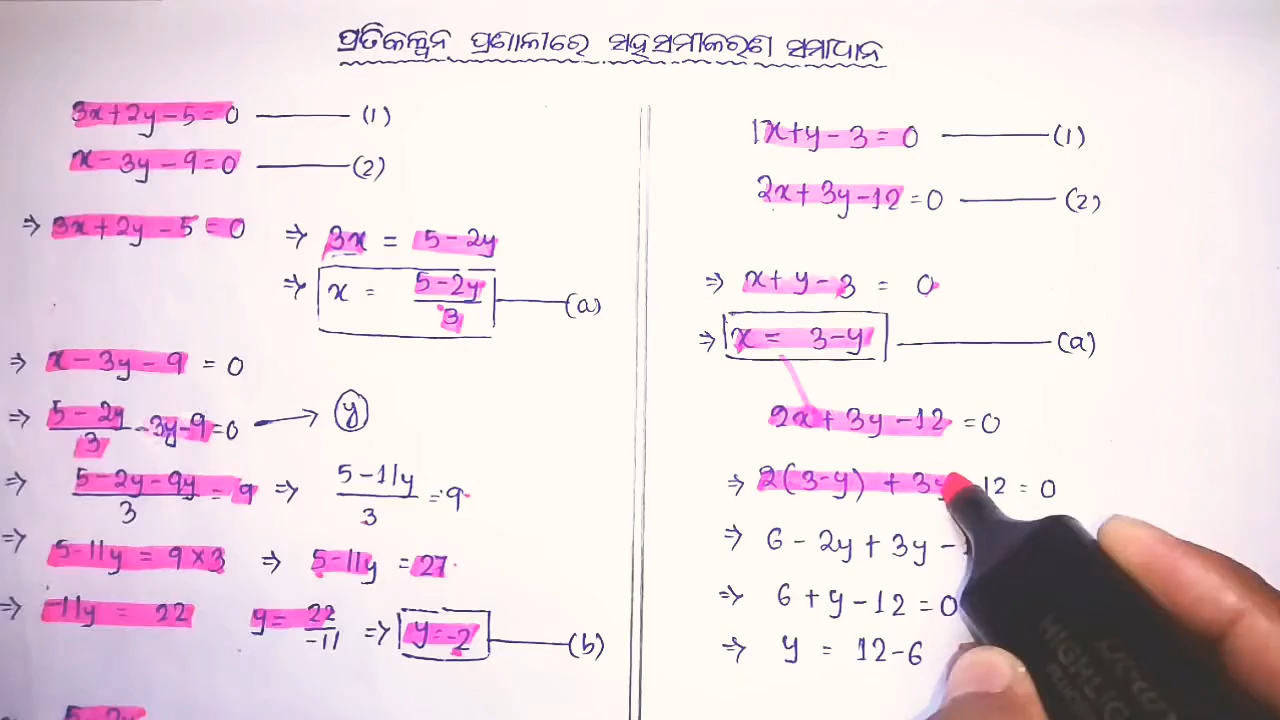 ପ୍ରତିକଳ୍ପନ ପ୍ରଣାଳୀରେ ସହସମୀକରଣ ସମାଧାନ
3x+2y-5=0 (1)
x-3y-9=0 (2)
⇒ 3x+2y-5=0 ⇒ 3x = 5-2y
⇒ x = (5-2y)/3 (a)
⇒ x-3y-9 = 0
⇒ (5-2y)/3 -3y-9=0 → y
⇒ (5-2y-9y)/3 = 9 ⇒ (5-11y)/3 = 9
⇒ 5-11y = 9×3 ⇒ 5-11y = 27
⇒ -11y = 22 y = 22/-11 ⇒ y=-2 (b)
1x+y-3=0 (1)
2x+3y-12=0 (2)
⇒ x+y-3 = 0
⇒ x = 3-y (a)
2x+3y-12=0
⇒ 2(3-y)+3y-12=0
⇒ 6-2y+3y-
⇒ 6+y-12=0
⇒ y = 12-6
HIGHLI